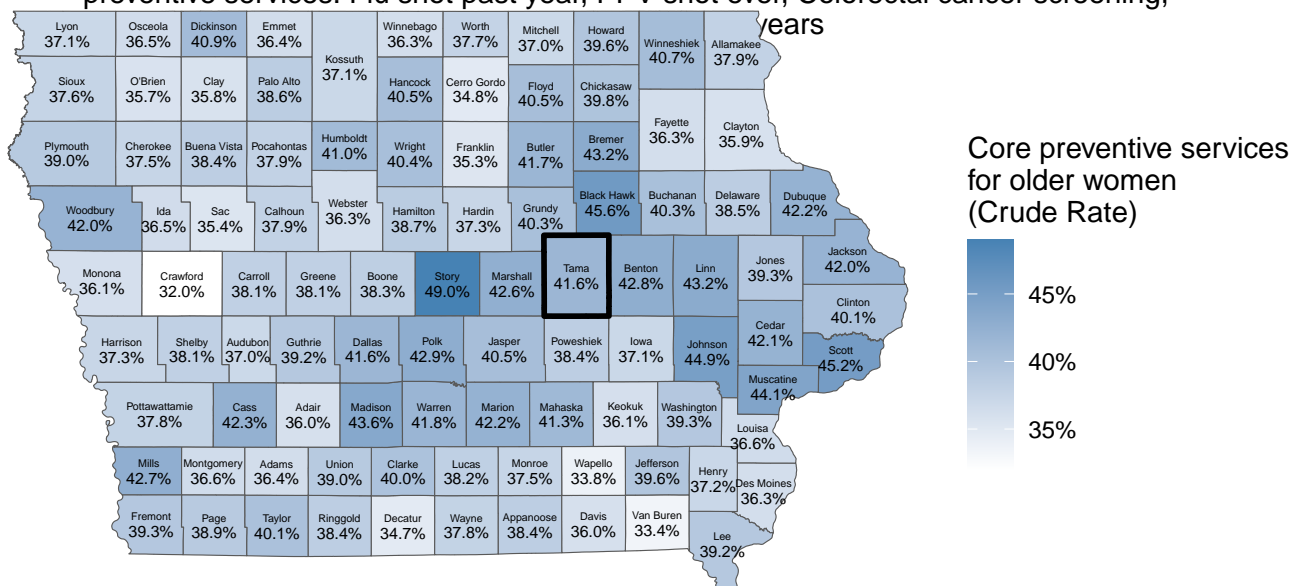 preventive services: Flu shot past year, PPV shot ever, Colorectal cancer screening,
years
Lyon
37.1%
Osceola
36.5%
Dickinson
40.9%
Emmet
36.4%
Kossuth
37.1%
Winnebago
36.3%
Worth
37.7%
Mitchell
37.0%
Howard
39.6%
Winneshiek
40.7%
Allamakee
37.9%
Sioux
37.6%
O'Brien
35.7%
Clay
35.8%
Palo Alto
38.6%
Hancock
40.5%
Cerro Gordo
34.8%
Floyd
40.5%
Chickasaw
39.8%
Fayette
36.3%
Clayton
35.9%
Plymouth
39.0%
Cherokee
37.5%
Buena Vista
38.4%
Pocahontas
37.9%
Humboldt
41.0%
Wright
40.4%
Franklin
35.3%
Butler
41.7%
Bremer
43.2%
Woodbury
42.0%
Ida
36.5%
Sac
35.4%
Calhoun
37.9%
Webster
36.3%
Hamilton
38.7%
Hardin
37.3%
Grundy
40.3%
Black Hawk
45.6%
Buchanan
40.3%
Delaware
38.5%
Dubuque
42.2%
Monona
36.1%
Crawford
32.0%
Carroll
38.1%
Greene
38.1%
Boone
38.3%
Story
49.0%
Marshall
42.6%
Tama
41.6%
Benton
42.8%
Linn
43.2%
Jones
39.3%
Jackson
42.0%
Clinton
40.1%
Harrison
37.3%
Shelby
38.1%
Audubon
37.0%
Guthrie
39.2%
Dallas
41.6%
Polk
42.9%
Jasper
40.5%
Poweshiek
38.4%
Iowa
37.1%
Johnson
44.9%
Cedar
42.1%
Scott
45.2%
Muscatine
44.1%
Pottawattamie
37.8%
Cass
42.3%
Adair
36.0%
Madison
43.6%
Warren
41.8%
Marion
42.2%
Mahaska
41.3%
Keokuk
36.1%
Washington
39.3%
Louisa
36.6%
Mills
42.7%
Montgomery
36.6%
Adams
36.4%
Union
39.0%
Clarke
40.0%
Lucas
38.2%
Monroe
37.5%
Wapello
33.8%
Jefferson
39.6%
Henry
37.2%
Des Moines
36.3%
Fremont
39.3%
Page
38.9%
Taylor
40.1%
Ringgold
38.4%
Decatur
34.7%
Wayne
37.8%
Appanoose
38.4%
Davis
36.0%
Van Buren
33.4%
Lee
39.2%
Core preventive services
for older women
(Crude Rate)
45%
40%
35%